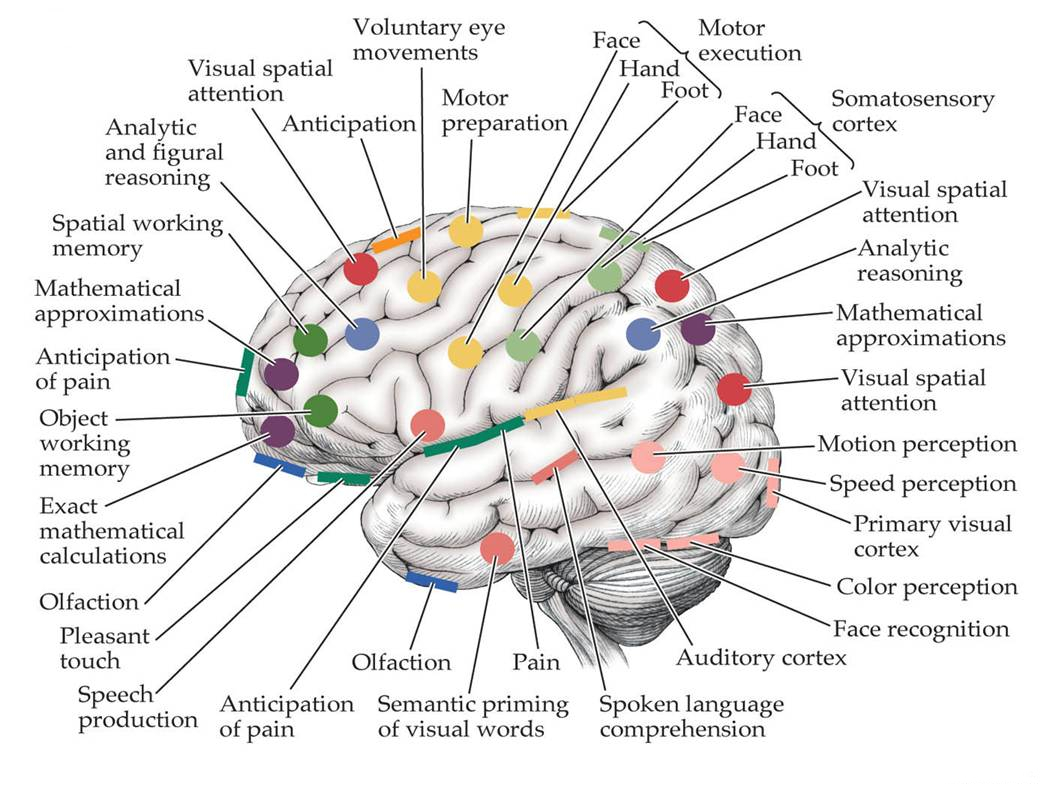 Voluntary eye
movements
Face
Hand
Foot
Motor
execution
Visual spatial
attention
Motor
preparation
Anticipation
Face
Hand
Foot
Somatosensory
cortex
Analytic
and figural
reasoning
Visual spatial
attention
Spatial working
memory
Analytic
reasoning
Mathematical
approximations
Mathematical
approximations
Anticipation
of pain
Visual spatial
attention
Object
working
memory
Motion perception
Speed perception
Exact
mathematical
calculations
Primary visual
cortex
Color perception
Olfaction
Face recognition
Pleasant
touch
Olfaction
Pain
Auditory cortex
Speech
production
Anticipation
of pain
Semantic priming
of visual words
Spoken language
comprehension